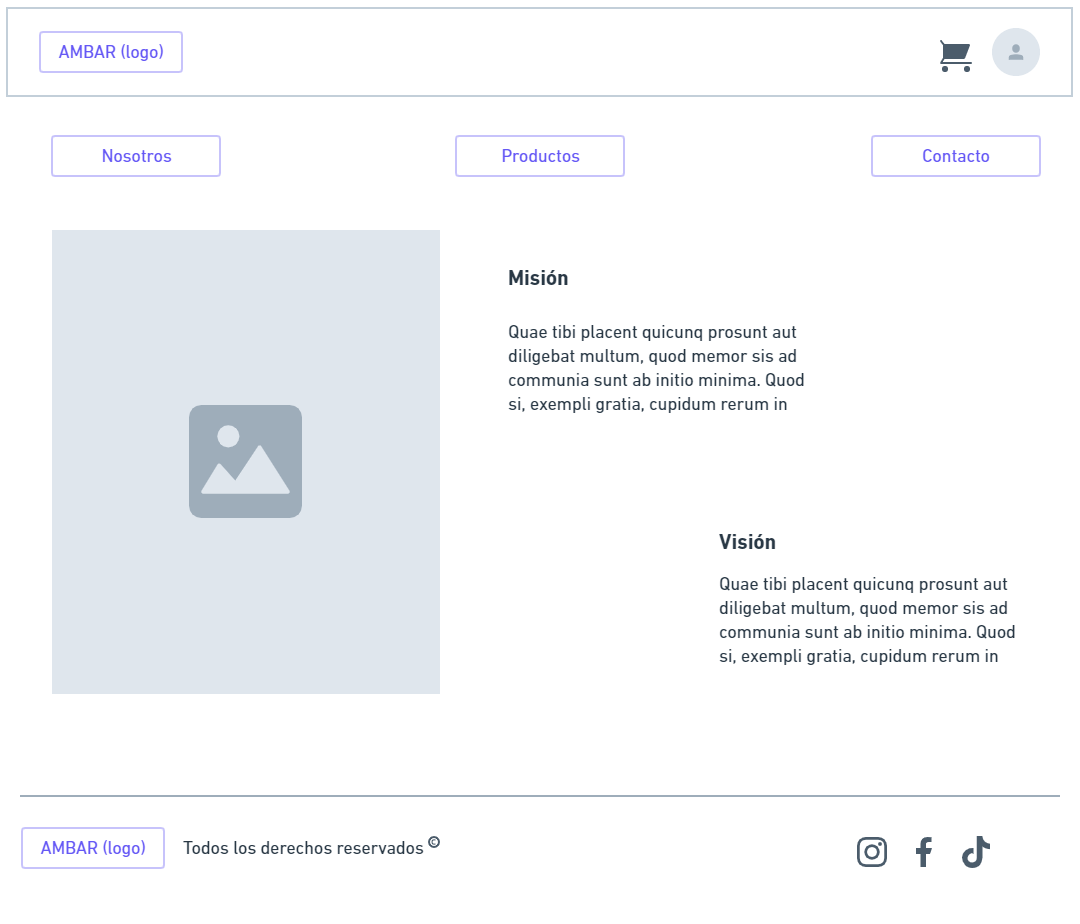 AMBAR (logo)
Nosotros
Productos
Contacto
Misión
Quae tibi placent quicunq prosunt aut
diligebat multum, quod memor sis ad
communia sunt ab initio minima. Quod
si, exempli gratia, cupidum rerum in
Visión
Quae tibi placent quicunq prosunt aut
diligebat multum, quod memor sis ad
communia sunt ab initio minima. Quod
si, exempli gratia, cupidum rerum in
AMBAR (logo)
Todos los derechos reservados ©